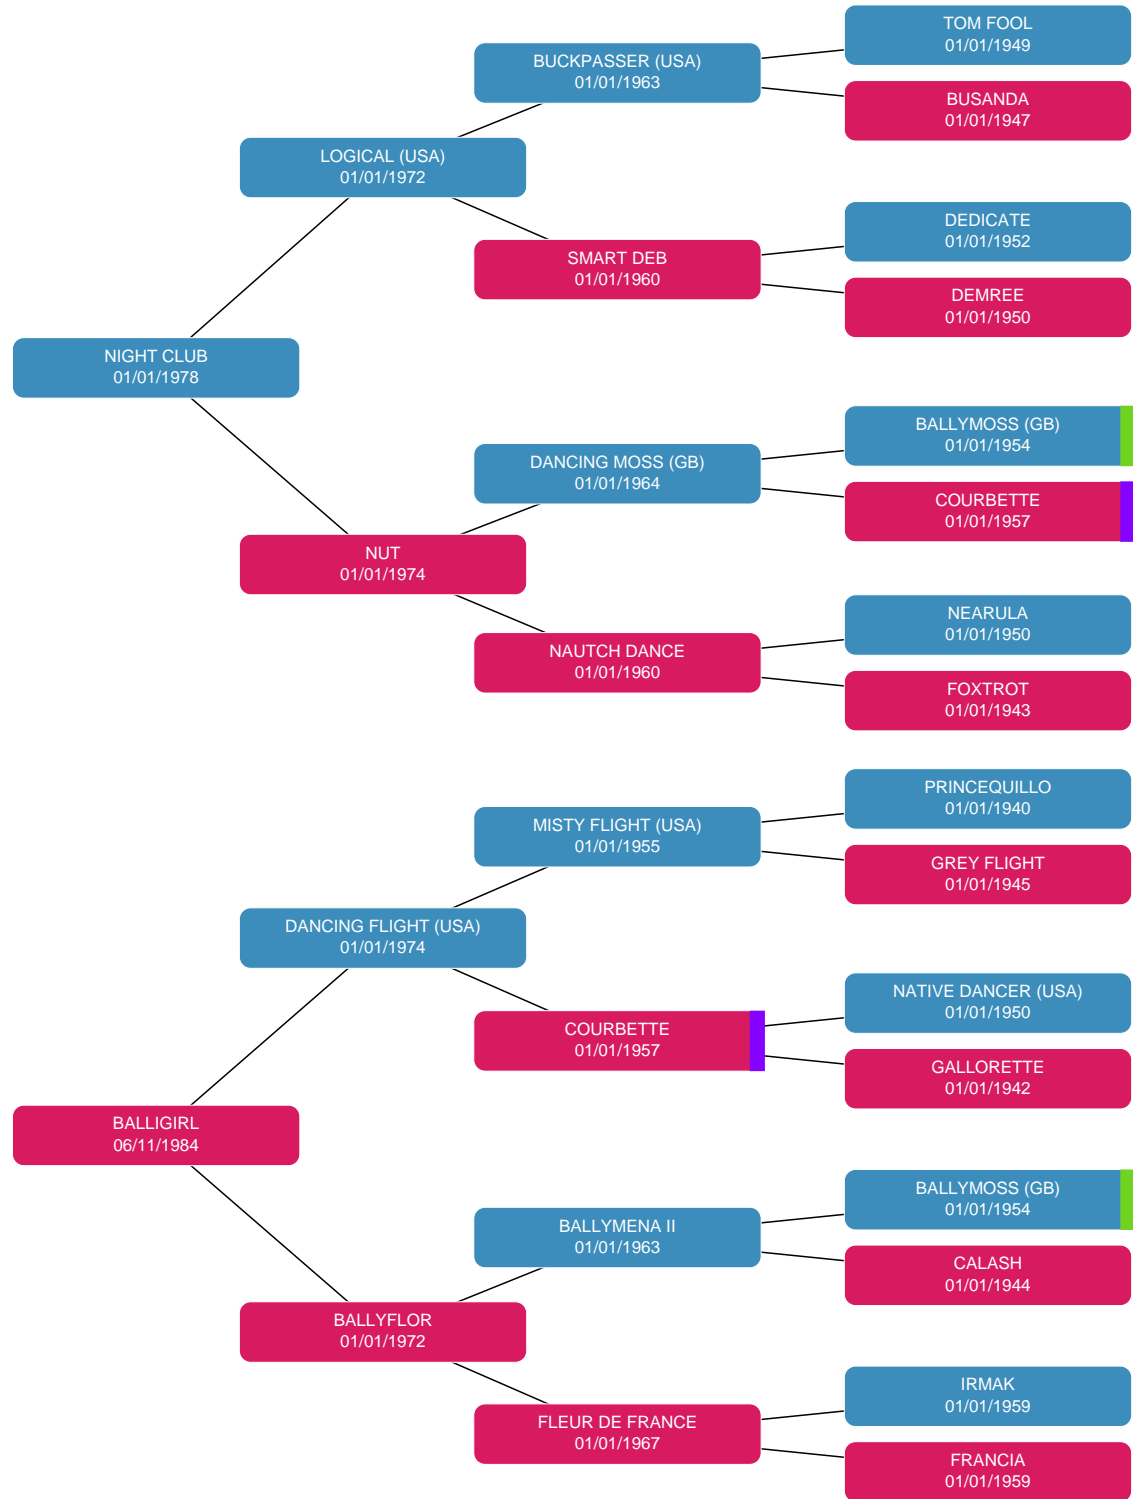 TOM FOOL
01/01/1949
BUCKPASSER (USA)
01/01/1963
BUSANDA
01/01/1947
LOGICAL (USA)
01/01/1972
DEDICATE
01/01/1952
SMART DEB
01/01/1960
DEMREE
01/01/1950
NIGHT CLUB
01/01/1978
BALLYMOSS (GB)
01/01/1954
DANCING MOSS (GB)
01/01/1964
COURBETTE
01/01/1957
NUT
01/01/1974
NEARULA
01/01/1950
NAUTCH DANCE
01/01/1960
FOXTROT
01/01/1943
PRINCEQUILLO
01/01/1940
MISTY FLIGHT (USA)
01/01/1955
GREY FLIGHT
01/01/1945
DANCING FLIGHT (USA)
01/01/1974
NATIVE DANCER (USA)
01/01/1950
COURBETTE
01/01/1957
GALLORETTE
01/01/1942
BALLIGIRL
06/11/1984
BALLYMOSS (GB)
01/01/1954
BALLYMENA II
01/01/1963
CALASH
01/01/1944
BALLYFLOR
01/01/1972
IRMAK
01/01/1959
FLEUR DE FRANCE
01/01/1967
FRANCIA
01/01/1959